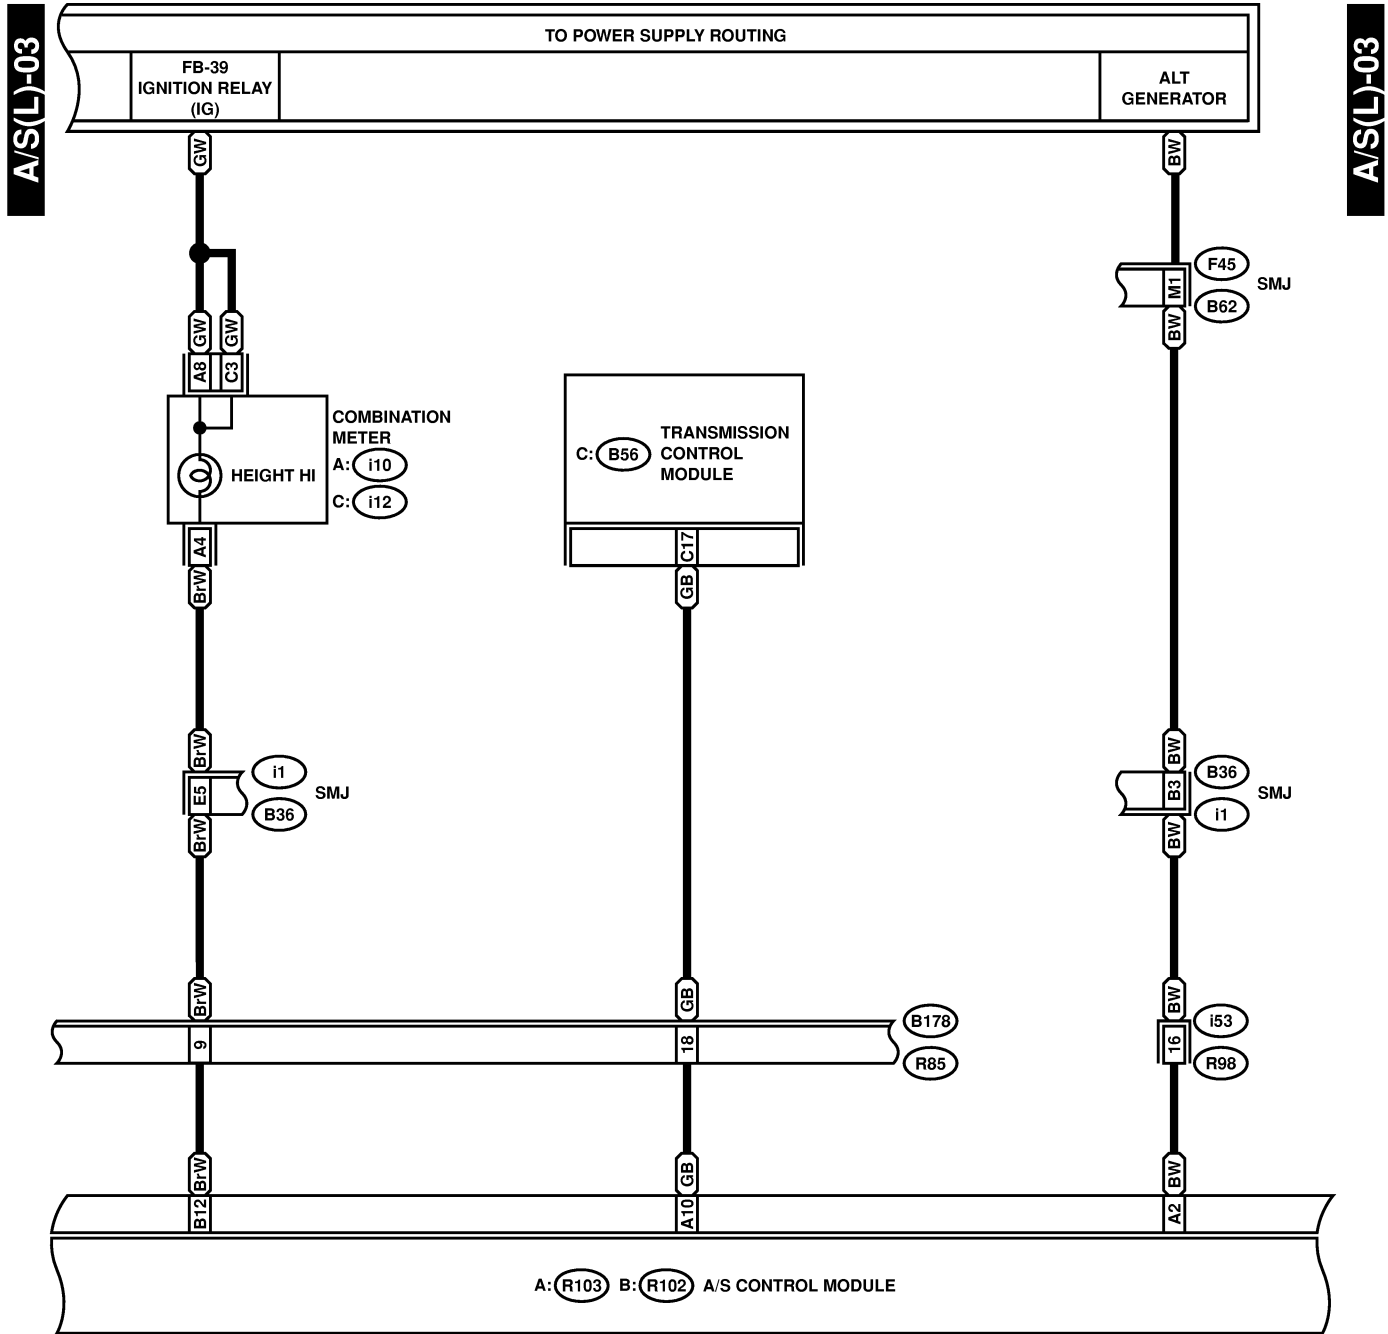 A/S(L)-03
A/S(L)-03
TO POWER SUPPLY ROUTING
FB-39
IGNITION RELAY
(IG)
ALT
GENERATOR
GW
BW
F45
M1
SMJ
B62
BW
GW
GW
A8
C3
COMBINATION
METER
A: i10
C: i12
HEIGHT HI
TRANSMISSION
CONTROL
MODULE
C: B56
A4
BrW
C17
GB
BrW
i1
E5
SMJ
B36
BrW
BW
B36
B3
SMJ
i1
BW
BrW
GB
BW
B178
9
18
R85
i53
16
R98
BrW
GB
BW
B12
A10
A2
A: R103 B: R102 A/S CONTROL MODULE